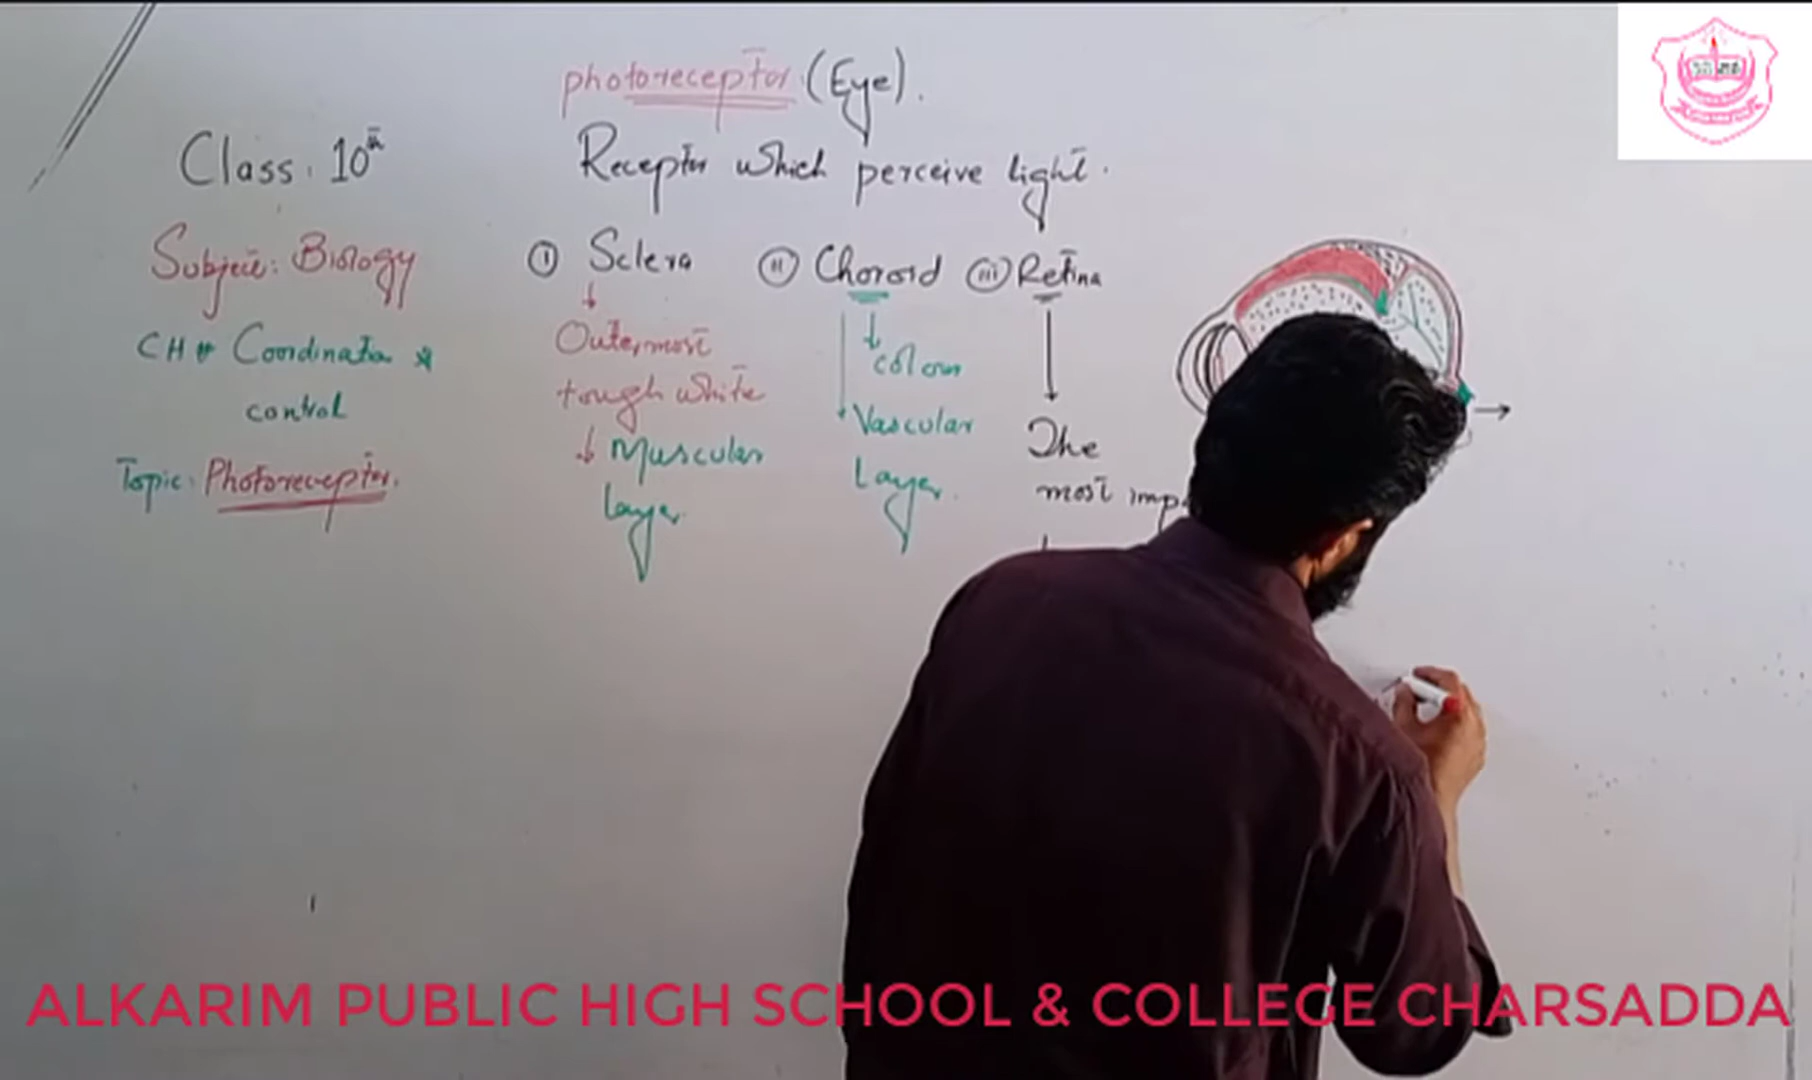 photoreceptor (Eye).
Receptor which perceive light.
Class. 10th
Subject: Biology
CH # Coordination &
control
Topic: Photoreceptor.
① Sclera
Outermost
tough white
Muscular
layer.
(ii) Choroid
colour
Vascular
Layer.
(iii) Retina
The
most
ALKARIM PUBLIC HIGH SCHOOL & COLLEGE CHARSADDA